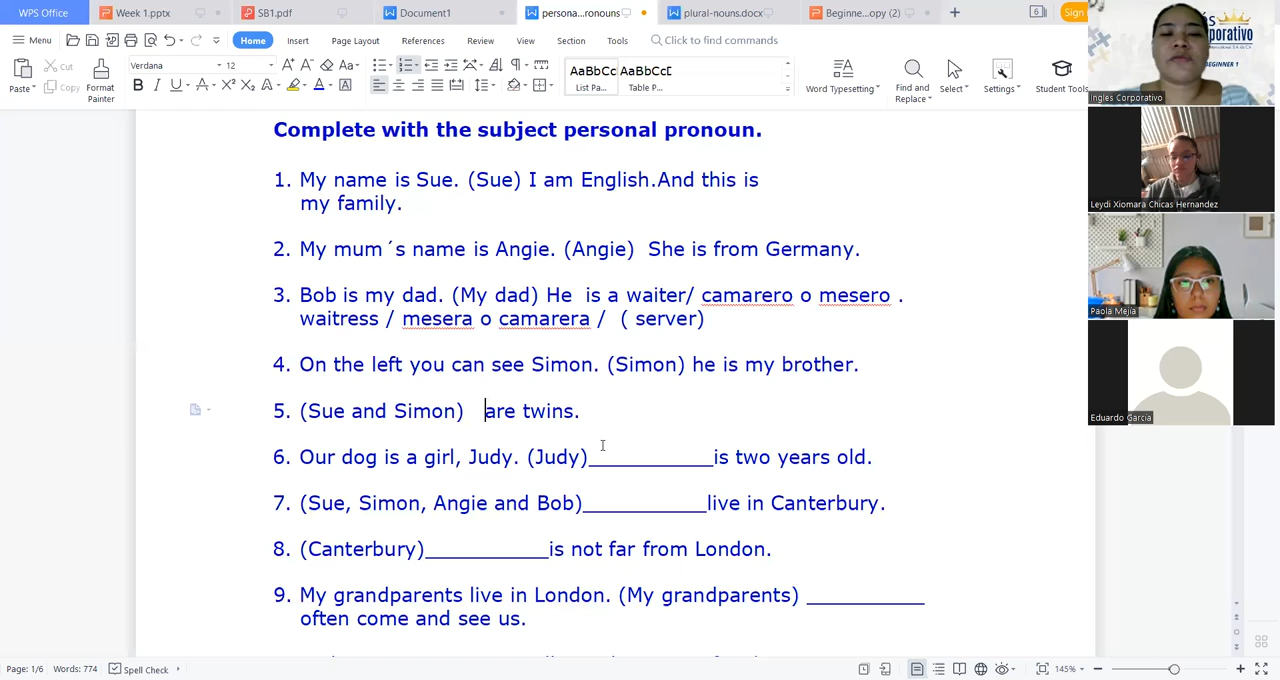 WPS Office
Week 1.pptx
SB1.pdf
Document1
persona...ronouns
plural-nouns.docx
Beginne...opy (2)
Sign
Menu
Home
Insert
Page Layout
References
Review
View
Section
Tools
Click to find commands
Paste
Cut
Copy
Format Painter
Verdana
12
AaBbCc
List Pa...
AaBbCcD
Table P...
Word Typesetting
Find and Replace
Select
Settings
Student Tools
Complete with the subject personal pronoun.
1. My name is Sue. (Sue) I am English.And this is
my family.
2. My mum´s name is Angie. (Angie) She is from Germany.
3. Bob is my dad. (My dad) He is a waiter/ camarero o mesero .
waitress / mesera o camarera / ( server)
4. On the left you can see Simon. (Simon) he is my brother.
5. (Sue and Simon) are twins.
6. Our dog is a girl, Judy. (Judy)___________is two years old.
7. (Sue, Simon, Angie and Bob)___________live in Canterbury.
8. (Canterbury)___________is not far from London.
9. My grandparents live in London. (My grandparents) ___________
often come and see us.
BEGINNER 1
Ingles Corporativo
Leydi Xiomara Chicas Hernandez
Paola Mejía
Eduardo García
Page: 1/6
Words: 774
Spell Check
145%